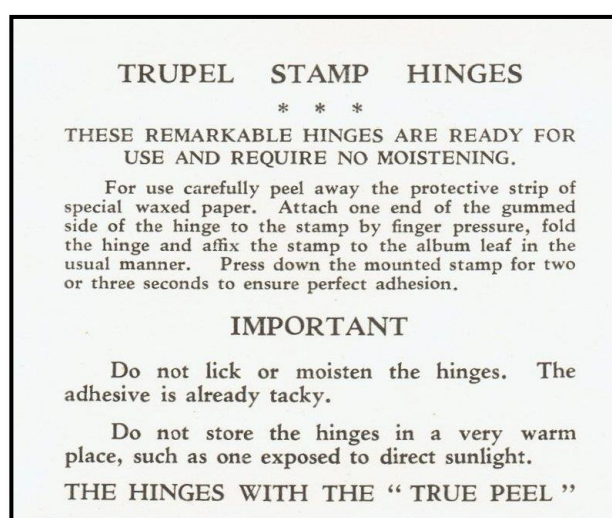 TRUPEL STAMP HINGES
* * *
THESE REMARKABLE HINGES ARE READY FOR
USE AND REQUIRE NO MOISTENING.
For use carefully peel away the protective strip of
special waxed paper. Attach one end of the gummed
side of the hinge to the stamp by finger pressure, fold
the hinge and affix the stamp to the album leaf in the
usual manner. Press down the mounted stamp for two
or three seconds to ensure perfect adhesion.
IMPORTANT
Do not lick or moisten the hinges. The
adhesive is already tacky.
Do not store the hinges in a very warm
place, such as one exposed to direct sunlight.
THE HINGES WITH THE “ TRUE PEEL ”